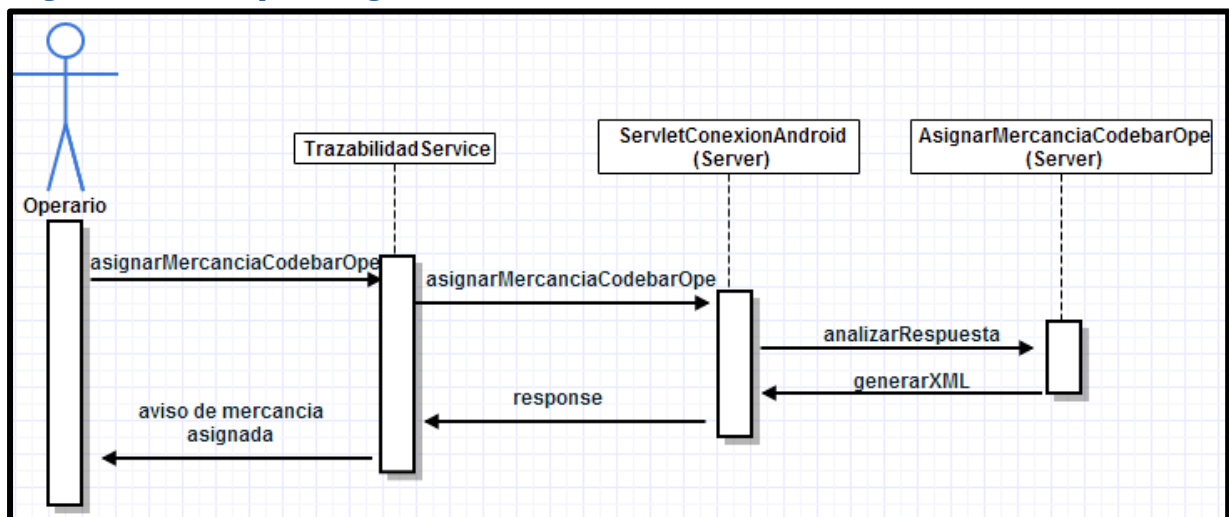 ServletConexionAndroid
(Server)
AsignarMercanciaCodebarOpe
(Server)
TrazabilidadService
Operario
asignarMercanciaCodebarOpe
asignarMercanciaCodebarOpe
analizarRespuesta
generarXML
response
aviso de mercancia
asignada